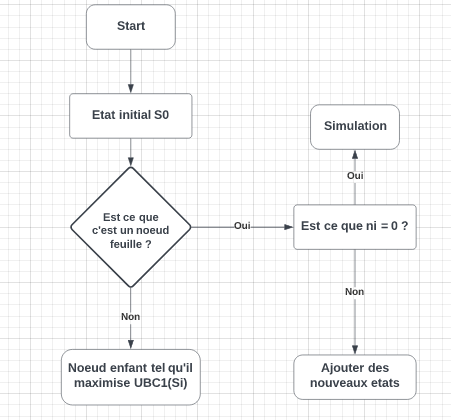 Start
Etat initial S0
Simulation
Oui
Est ce que
c'est un noeud
feuille ?
Oui
Est ce que ni = 0 ?
Non
Non
Noeud enfant tel qu'il
maximise UBC1(Si)
Ajouter des
nouveaux etats